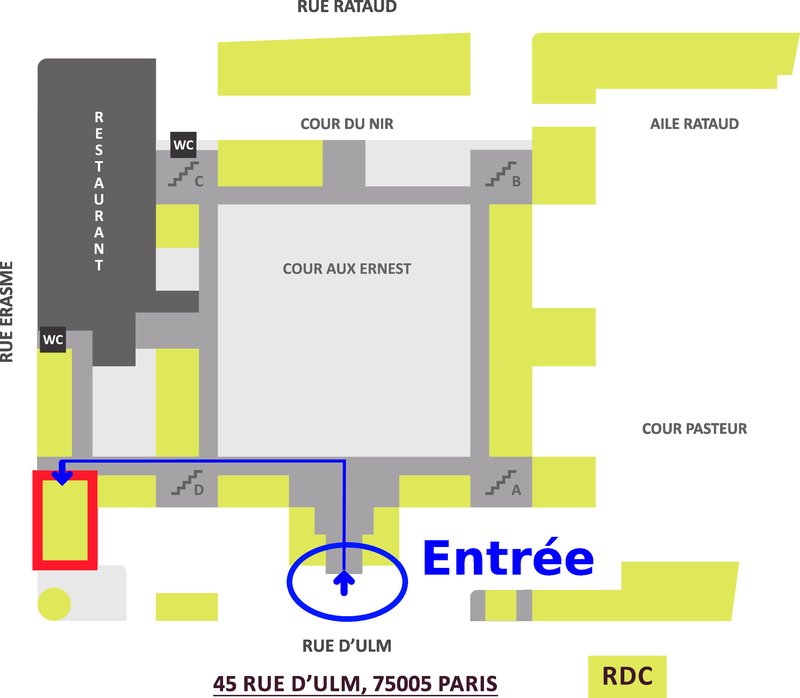 RUE RATAUD
RESTAURANT
WC
COUR DU NIR
AILE RATAUD
C
B
COUR AUX ERNEST
RUE ERASME
WC
COUR PASTEUR
D
A
Entrée
RUE D'ULM
45 RUE D'ULM, 75005 PARIS
RDC